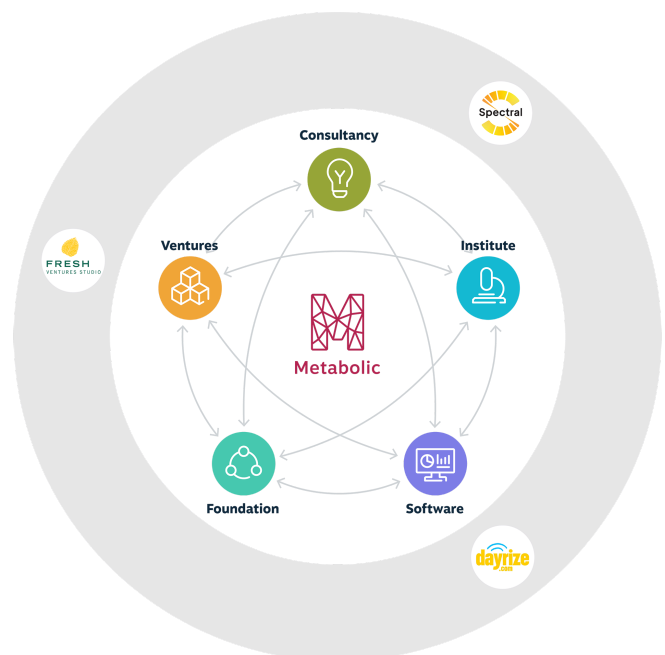 Spectral
Consultancy
Ventures
Institute
FRESH
VENTURES STUDIO
Metabolic
Foundation
Software
dayrize
.com